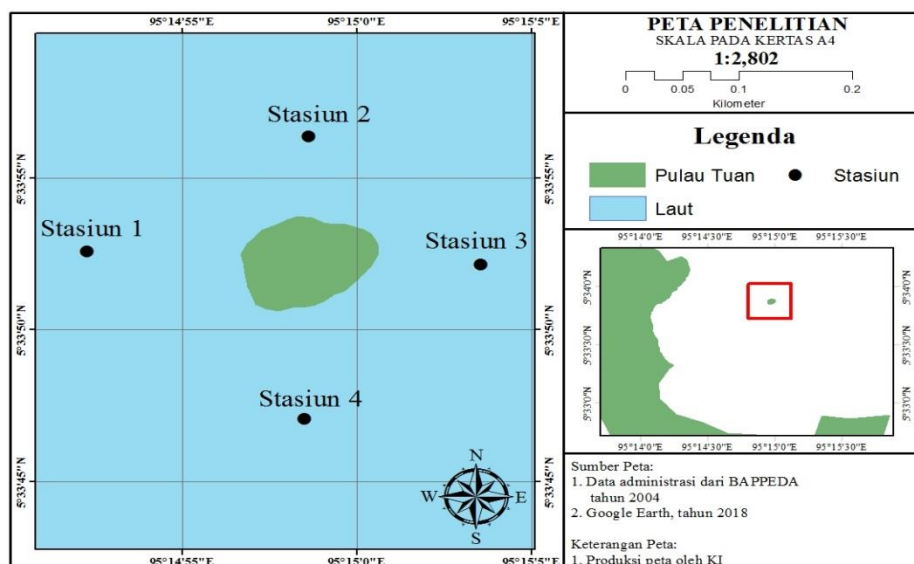 95°14'55"E 95°15'0"E 95°15'5"E
5°33'55"N
5°33'50"N
5°33'45"N
Stasiun 2
Stasiun 1
Stasiun 3
Stasiun 4
N
W E
S
5°33'55"N
5°33'50"N
5°33'45"N
95°14'55"E 95°15'0"E 95°15'5"E
PETA PENELITIAN
SKALA PADA KERTAS A4
1:2,802
0 0.05 0.1 0.2
Kilometer
Legenda
Pulau Tuan Stasiun
Laut
95°14'0"E 95°14'30"E 95°15'0"E 95°15'30"E
5°34'0"N
5°33'30"N
5°33'0"N
5°34'0"N
5°33'30"N
5°33'0"N
95°14'0"E 95°14'30"E 95°15'0"E 95°15'30"E
Sumber Peta:
1. Data administrasi dari BAPPEDA
tahun 2004
2. Google Earth, tahun 2018
Keterangan Peta:
1. Produksi peta oleh KI